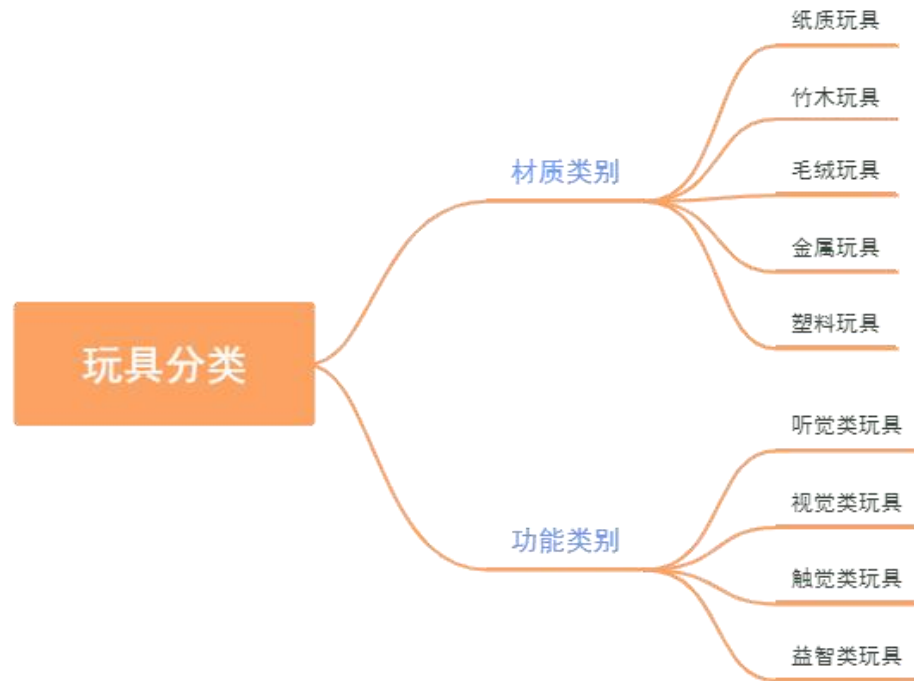 玩具分类
材质类别
纸质玩具
竹木玩具
毛绒玩具
金属玩具
塑料玩具
功能类别
听觉类玩具
视觉类玩具
触觉类玩具
益智类玩具